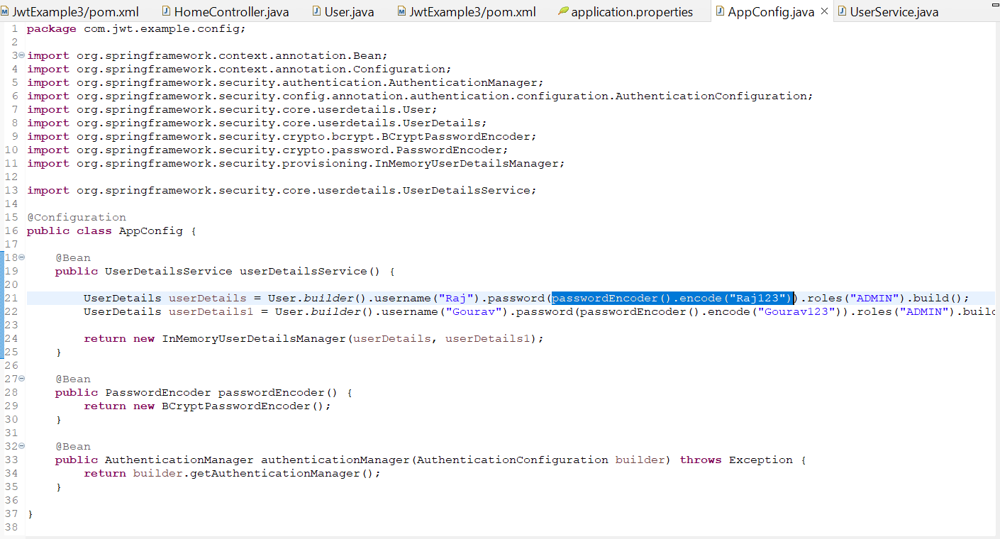 JwtExample3/pom.xml HomeController.java User.java JwtExample3/pom.xml application.properties AppConfig.java UserService.java
1 package com.jwt.example.config;
2
3 import org.springframework.context.annotation.Bean;
4 import org.springframework.context.annotation.Configuration;
5 import org.springframework.security.authentication.AuthenticationManager;
6 import org.springframework.security.config.annotation.authentication.configuration.AuthenticationConfiguration;
7 import org.springframework.security.core.userdetails.User;
8 import org.springframework.security.core.userdetails.UserDetails;
9 import org.springframework.security.crypto.bcrypt.BCryptPasswordEncoder;
10 import org.springframework.security.crypto.password.PasswordEncoder;
11 import org.springframework.security.provisioning.InMemoryUserDetailsManager;
12
13 import org.springframework.security.core.userdetails.UserDetailsService;
14
15 @Configuration
16 public class AppConfig {
17
18 @Bean
19 public UserDetailsService userDetailsService() {
20
21 UserDetails userDetails = User.builder().username("Raj").password(passwordEncoder().encode("Raj123")).roles("ADMIN").build();
22 UserDetails userDetails1 = User.builder().username("Gourav").password(passwordEncoder().encode("Gourav123")).roles("ADMIN").build
23
24 return new InMemoryUserDetailsManager(userDetails, userDetails1);
25 }
26
27 @Bean
28 public PasswordEncoder passwordEncoder() {
29 return new BCryptPasswordEncoder();
30 }
31
32 @Bean
33 public AuthenticationManager authenticationManager(AuthenticationConfiguration builder) throws Exception {
34 return builder.getAuthenticationManager();
35 }
36
37 }
38